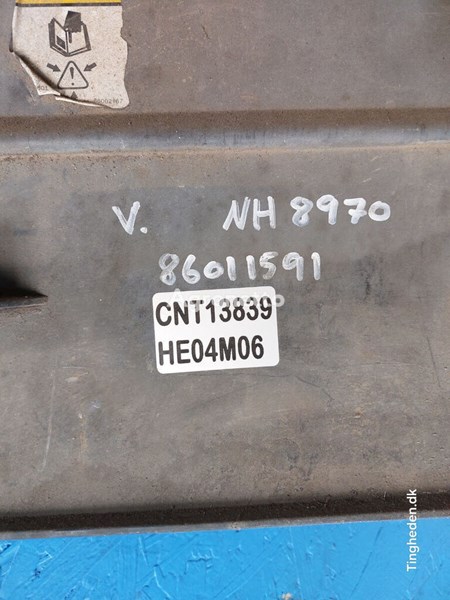 V. NH 8970
86011591
CNT13839
HE04M06
Tingheden.dk